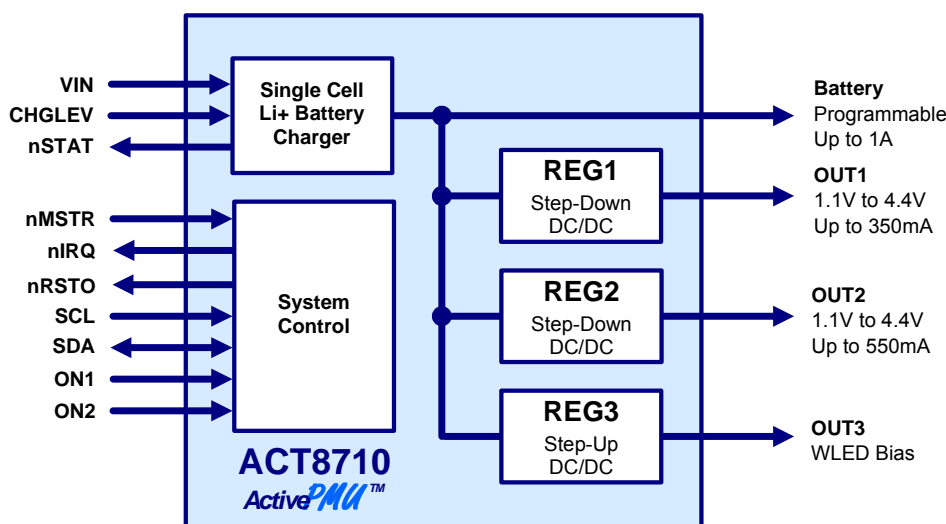 VIN
CHGLEV
nSTAT
Single Cell
Li+ Battery
Charger
Battery
Programmable
Up to 1A
REG1
Step-Down
DC/DC
OUT1
1.1V to 4.4V
Up to 350mA
nMSTR
nIRQ
nRSTO
SCL
SDA
ON1
ON2
System
Control
REG2
Step-Down
DC/DC
OUT2
1.1V to 4.4V
Up to 550mA
REG3
Step-Up
DC/DC
OUT3
WLED Bias
ACT8710
ActivePMU™